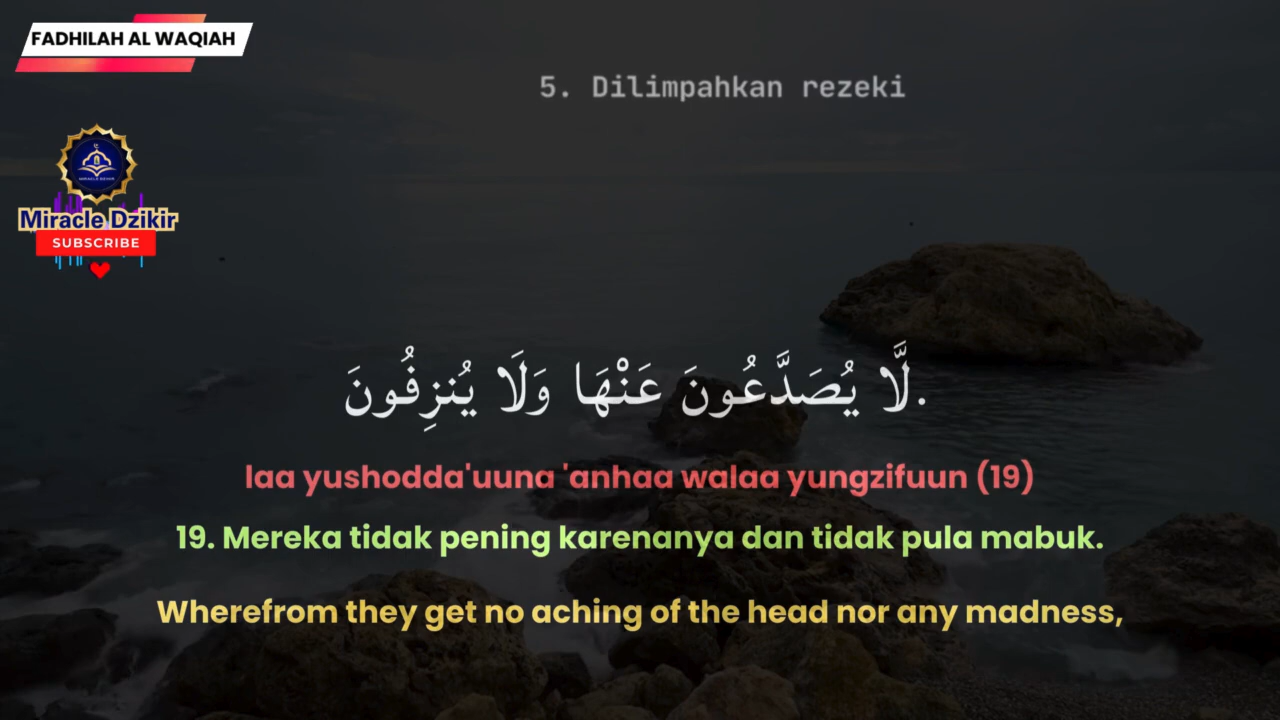 FADHILAH AL WAQIAH
5. Dilimpahkan rezeki
Miracle Dzikir
SUBSCRIBE
لَّا يُصَدَّعُونَ عَنْهَا وَلَا يُنزِفُونَ.
laa yushodda'uuna 'anhaa walaa yungzifuun (19)
19. Mereka tidak pening karenanya dan tidak pula mabuk.
Wherefrom they get no aching of the head nor any madness,